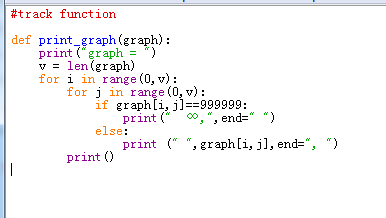 #track function
def print_graph(graph):
    print("graph = ")
    v = len(graph)
    for i in range(0,v):
        for j in range(0,v):
            if graph[i,j]==999999:
                print("  ∞,",end=" ")
            else:
                print (" ",graph[i,j],end=", ")
        print()